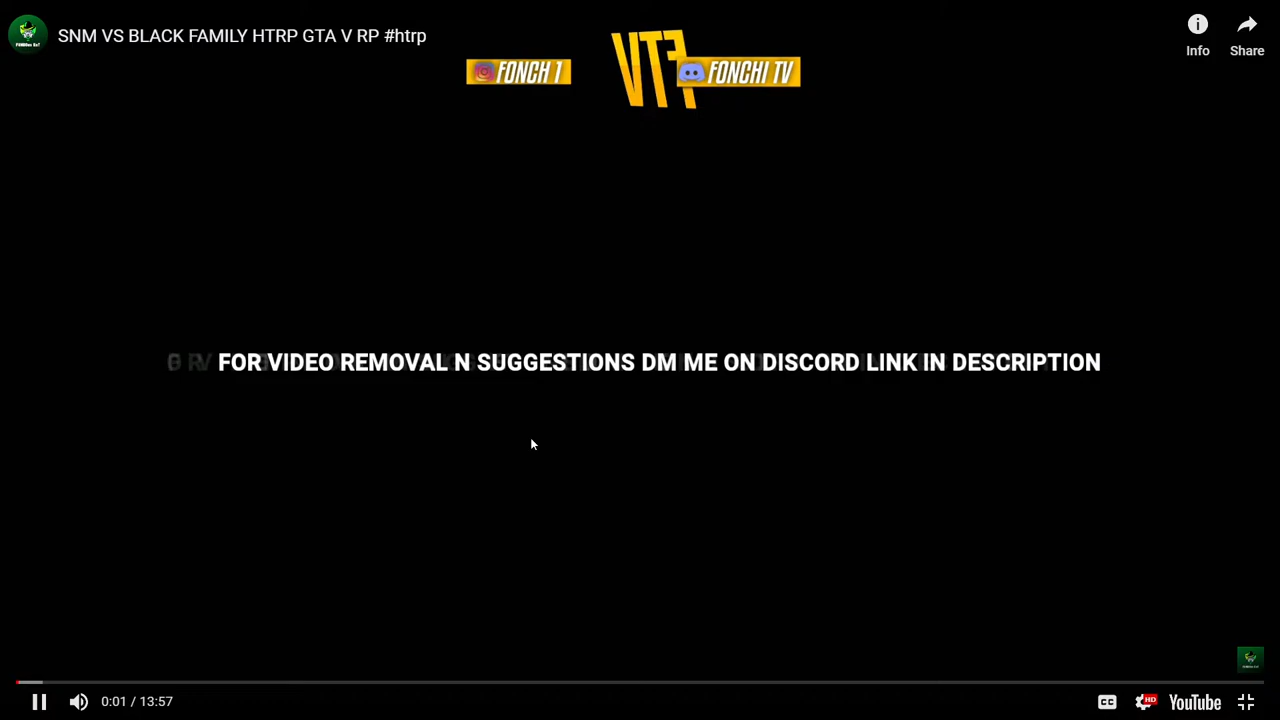 SNM VS BLACK FAMILY HTRP GTA V RP #htrp
Info
Share
FONCH 1
FONCHI TV
FOR VIDEO REMOVAL N SUGGESTIONS DM ME ON DISCORD LINK IN DESCRIPTION
0:01 / 13:57
CC
HD
YouTube